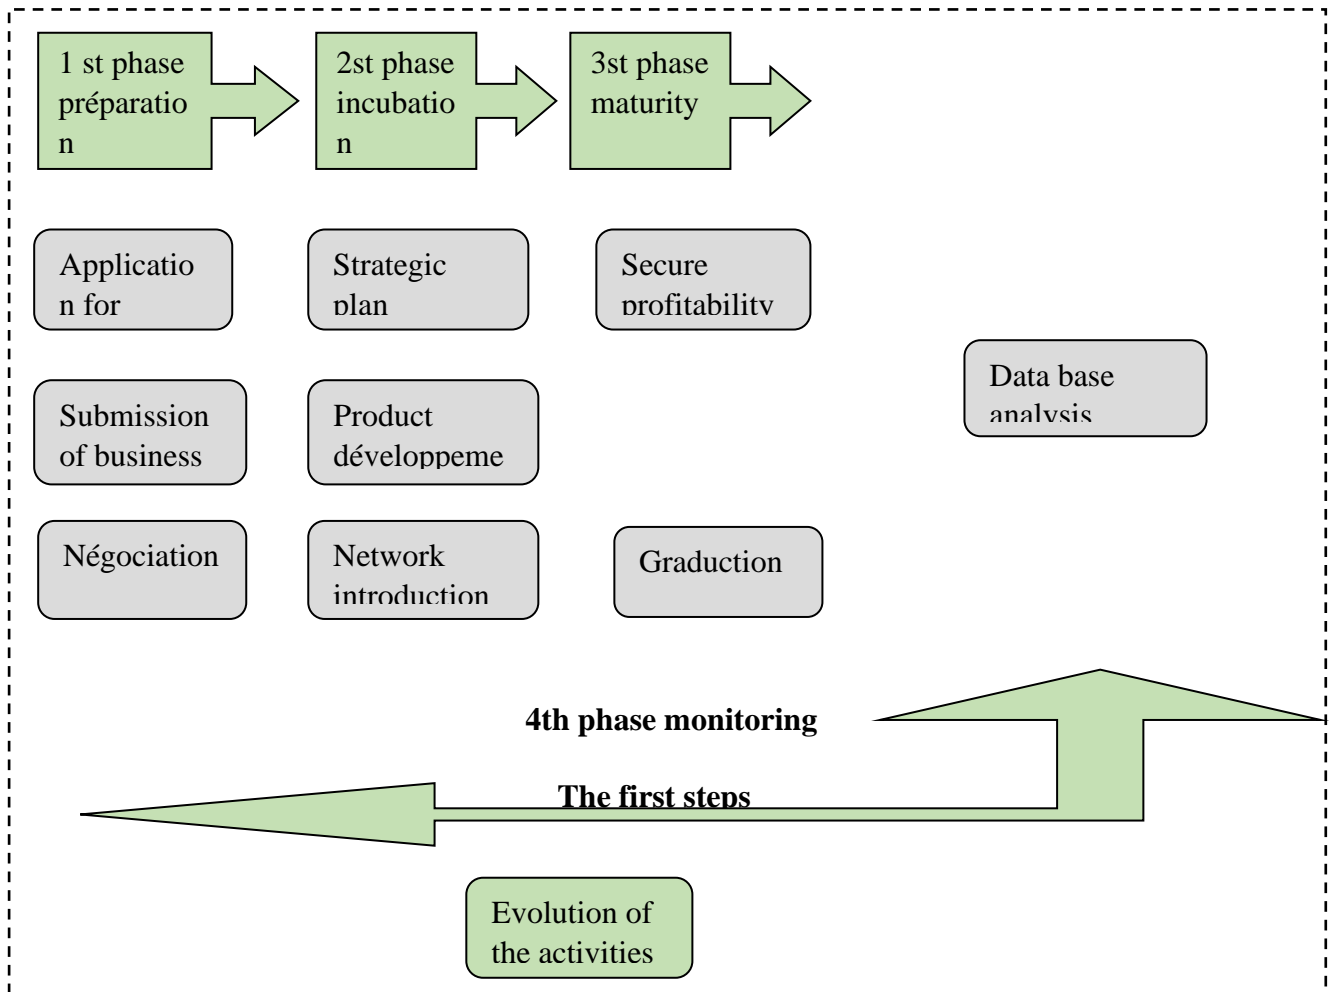 1 st phase
préparatio
n
2st phase
incubatio
n
3st phase
maturity
Applicatio
n for
Strategic
plan
Secure
profitability
Data base
analysis
Submission
of business
Product
développeme
Négociation
Network
introduction
Graduction
4th phase monitoring
The first steps
Evolution of
the activities